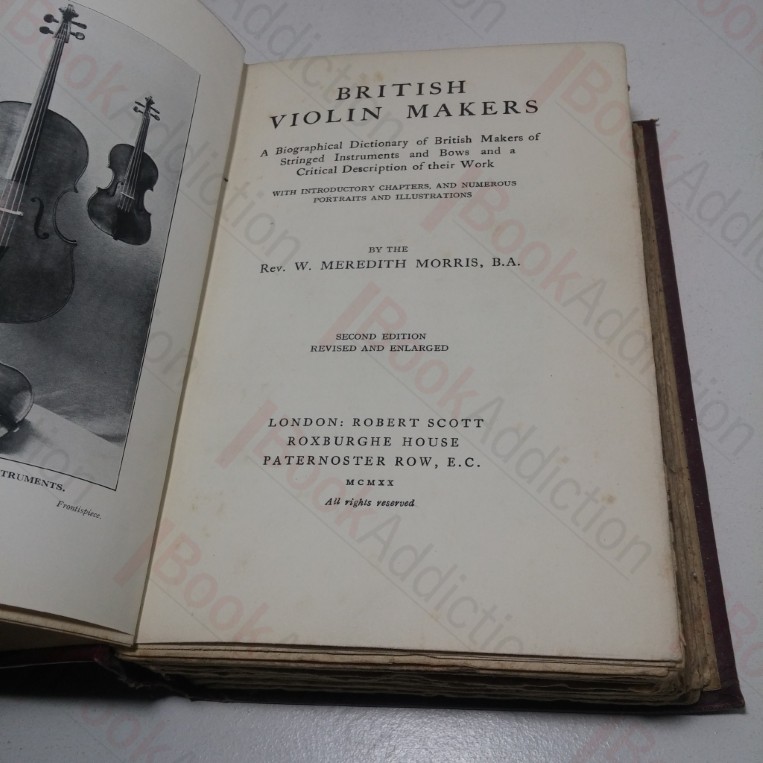 TRUMENTS.
Frontispiece.
BRITISH
VIOLIN MAKERS
A Biographical Dictionary of British Makers of
Stringed Instruments and Bows and a
Critical Description of their Work
WITH INTRODUCTORY CHAPTERS, AND NUMEROUS
PORTRAITS AND ILLUSTRATIONS
BY THE
Rev. W. MEREDITH MORRIS, B.A.
SECOND EDITION
REVISED AND ENLARGED
LONDON: ROBERT SCOTT
ROXBURGHE HOUSE
PATERNOSTER ROW, E.C.
MCMXX
All rights reserved
BookAddiction